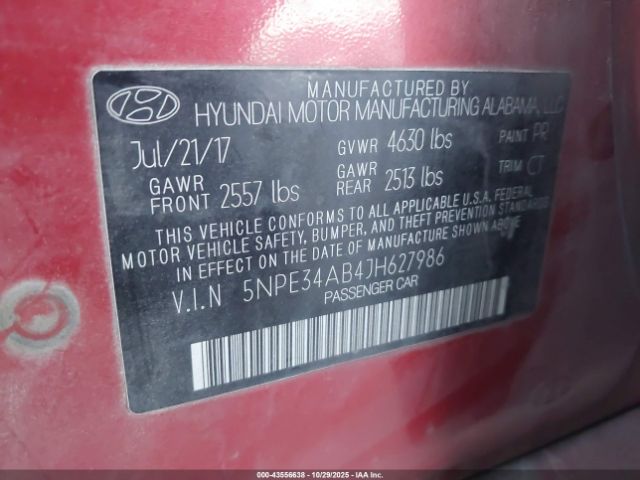 MANUFACTURED BY
HYUNDAI MOTOR MANUFACTURING ALABAMA, LLC
Jul/21/17 GVWR 4630 lbs PAINT PR
GAWR FRONT 2557 lbs GAWR REAR 2513 lbs TRIM CT
THIS VEHICLE CONFORMS TO ALL APPLICABLE U.S.A. FEDERAL
MOTOR VEHICLE SAFETY, BUMPER, AND THEFT PREVENTION STANDARDS
IN EFFECT ON THE DATE OF MANUFACTURE SHOWN ABOVE.
V.I.N 5NPE34AB4JH627986
PASSENGER CAR
000-43556638 - 10/29/2025 - IAAI.COM